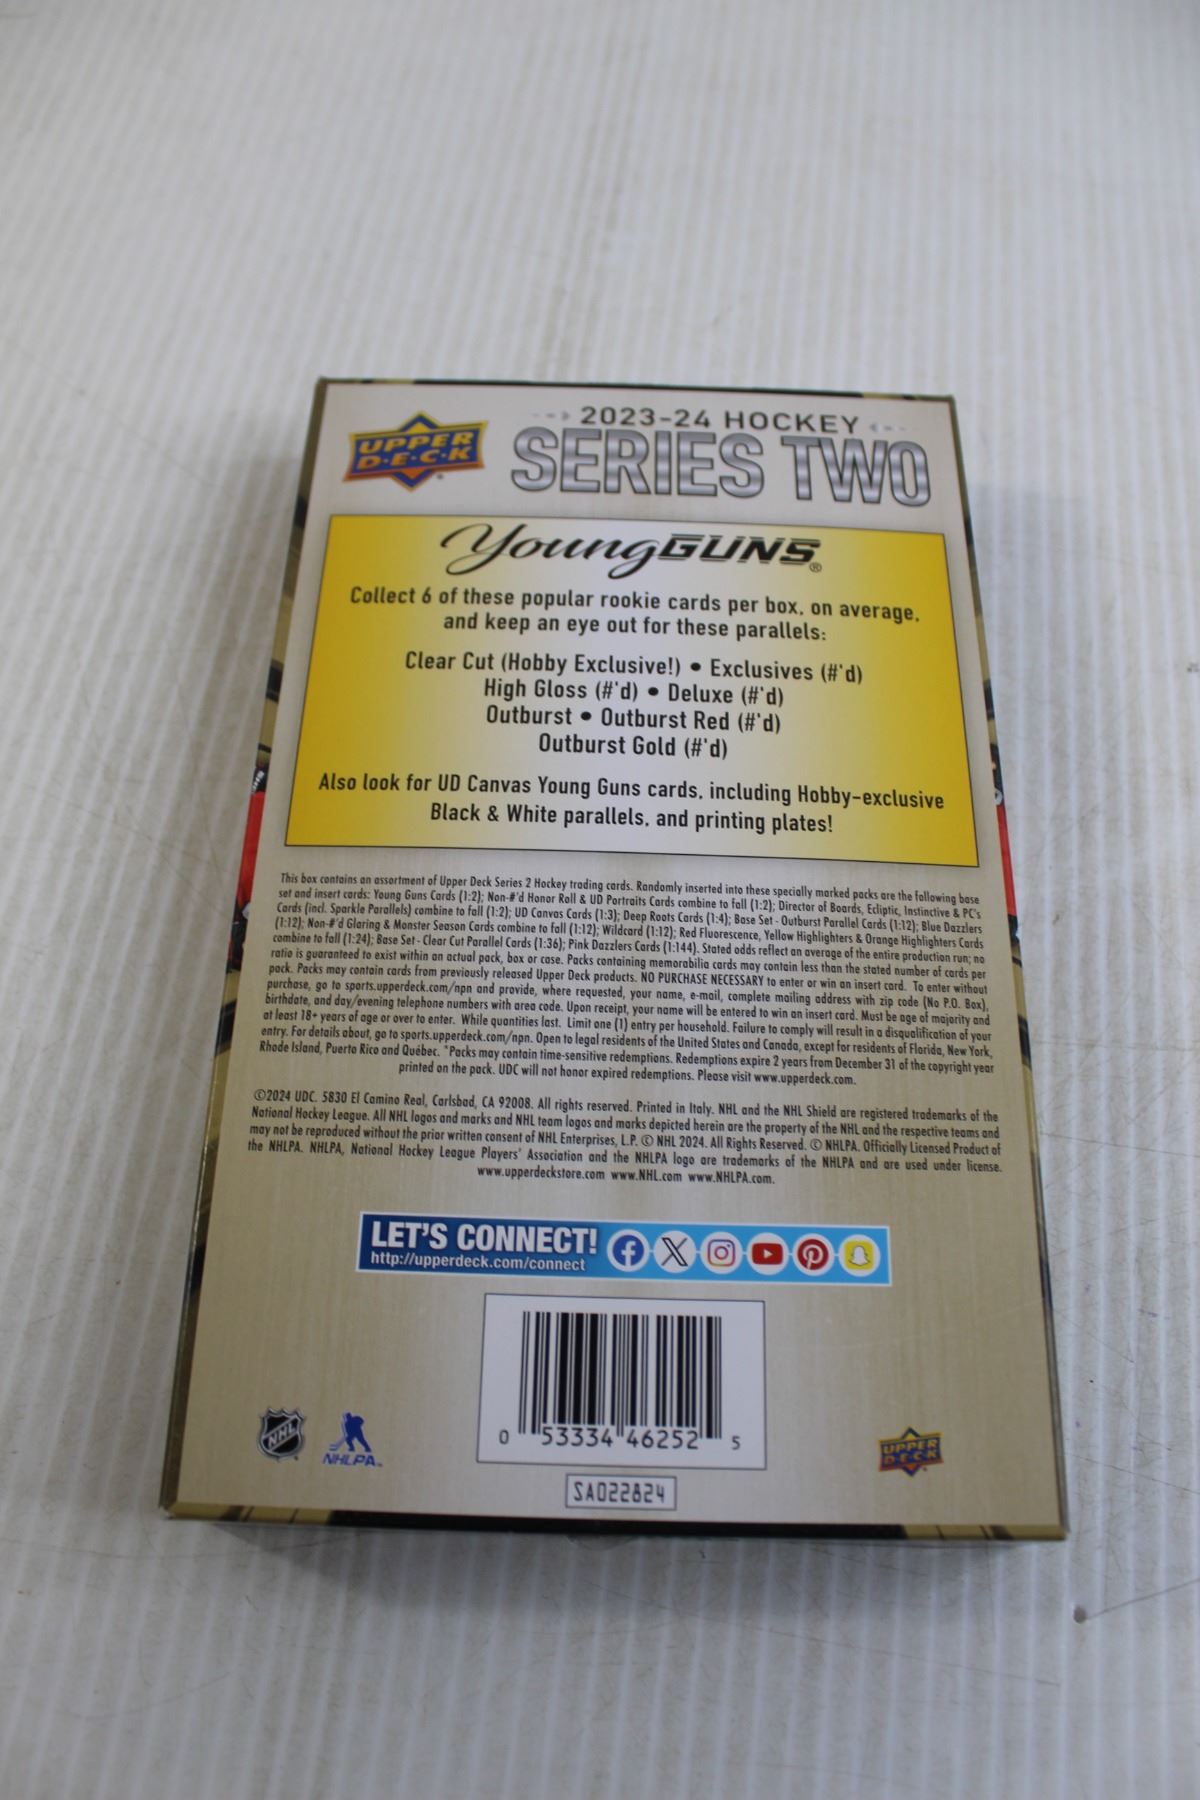 UPPER
D·E·C·K
2023-24 HOCKEY
SERIES TWO
Young GUNS®
Collect 6 of these popular rookie cards per box, on average,
and keep an eye out for these parallels:
Clear Cut (Hobby Exclusive!) • Exclusives (#'d)
High Gloss (#'d) • Deluxe (#'d)
Outburst • Outburst Red (#'d)
Outburst Gold (#'d)
Also look for UD Canvas Young Guns cards, including Hobby-exclusive
Black & White parallels, and printing plates!
This box contains an assortment of Upper Deck Series 2 Hockey trading cards. Randomly inserted into these specially marked packs are the following base
set and insert cards: Young Guns Cards (1:2); Non-#'d Honor Roll & UD Portraits Cards combine to fall (1:2); Director of Boards, Ecliptic, Instinctive & PC's
Cards (incl. Sparkle Parallels) combine to fall (1:2); UD Canvas Cards (1:3); Deep Roots Cards (1:4); Base Set - Outburst Parallel Cards (1:12); Blue Dazzlers
(1:12); Non-#'d Glaring & Monster Season Cards combine to fall (1:12); Wildcard (1:12); Red Fluorescence, Yellow Highlighters & Orange Highlighters Cards
combine to fall (1:24); Base Set - Clear Cut Parallel Cards (1:36); Pink Dazzlers Cards (1:144). Stated odds reflect an average of the entire production run; no
ratio is guaranteed to exist within an actual pack, box or case. Packs containing memorabilia cards may contain less than the stated number of cards per
pack. Packs may contain cards from previously released Upper Deck products. NO PURCHASE NECESSARY to enter or win an insert card. To enter without
purchase, go to sports.upperdeck.com/npn and provide, where requested, your name, e-mail, complete mailing address with zip code (No P.O. Box),
birthdate, and day/evening telephone numbers with area code. Upon receipt, your name will be entered to win an insert card. Must be age of majority and
at least 18+ years of age or over to enter. While quantities last. Limit one (1) entry per household. Failure to comply will result in a disqualification of your
entry. For details about, go to sports.upperdeck.com/npn. Open to legal residents of the United States and Canada, except for residents of Florida, New York,
Rhode Island, Puerto Rico and Québec. *Packs may contain time-sensitive redemptions. Redemptions expire 2 years from December 31 of the copyright year
printed on the pack. UDC will not honor expired redemptions. Please visit www.upperdeck.com.
©2024 UDC. 5830 El Camino Real, Carlsbad, CA 92008. All rights reserved. Printed in Italy. NHL and the NHL Shield are registered trademarks of the
National Hockey League. All NHL logos and marks and NHL team logos and marks depicted herein are the property of the NHL and the respective teams and
may not be reproduced without the prior written consent of NHL Enterprises, L.P. © NHL 2024. All Rights Reserved. © NHLPA. Officially Licensed Product of
the NHLPA. NHLPA, National Hockey League Players' Association and the NHLPA logo are trademarks of the NHLPA and are used under license.
www.upperdeckstore.com www.NHL.com www.NHLPA.com.
LET'S CONNECT!
http://upperdeck.com/connect
0 53334 46252 5
NHL
NHLPA
UPPER
D·E·C·K
SA022824